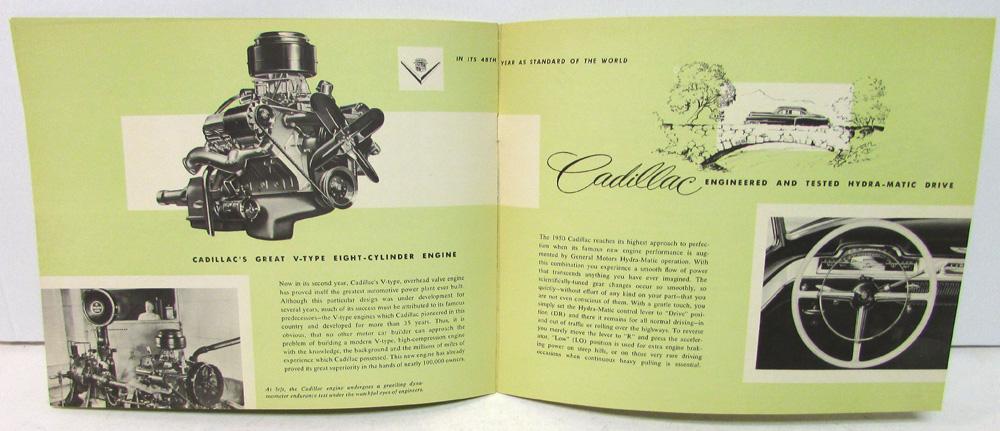 IN ITS 48TH YEAR AS STANDARD OF THE WORLD
CADILLAC'S GREAT V-TYPE EIGHT-CYLINDER ENGINE
Now in its second year, Cadillac's V-type, overhead valve engine
has proved itself the greatest automotive power plant ever built.
Although this particular design was under development for
several years, much of its success must be attributed to its famous
predecessors—the V-type engines which Cadillac pioneered in this
country and developed for more than 35 years. Thus, it is
obvious, that no other motor car builder can approach the
problem of building a modern V-type, high-compression engine
with the knowledge, the background and the millions of miles of
experience which Cadillac possessed. This new engine has already
proved its great superiority in the hands of nearly 100,000 owners.
At left, the Cadillac engine undergoes a gruelling dyna-
mometer endurance test under the watchful eyes of engineers.
Cadillac ENGINEERED AND TESTED HYDRA-MATIC DRIVE
The 1950 Cadillac reaches its highest approach to perfec-
tion when its famous new engine performance is aug-
mented by General Motors Hydra-Matic operation. With
this combination you experience a smooth flow of power
that transcends anything you have ever imagined. The
scientifically-tuned gear changes occur so smoothly, so
quietly—without effort of any kind on your part—that you
are not even conscious of them. With a gentle touch, you
simply set the Hydra-Matic control lever to "Drive" posi-
tion (DR) and there it remains for all normal driving—in
and out of traffic or rolling over the highways. To reverse
you merely move the lever to "R" and press the acceler-
ator. "Low" (LO) position is used for extra engine brak-
ing power on steep hills, or on those very rare driving
occasions when continuous heavy pulling is essential.